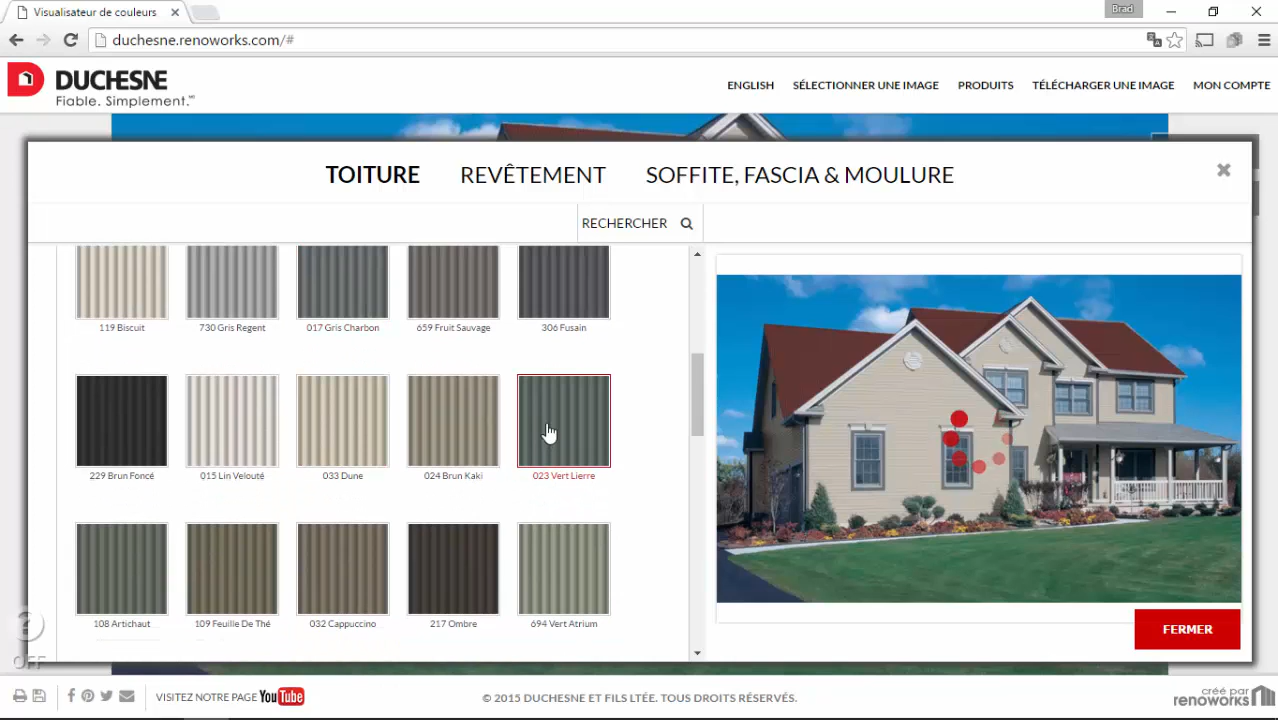 Visualisateur de couleurs
Brad
duchesne.renoworks.com/#
DUCHESNE
Fiable. Simplement.
ENGLISH
SÉLECTIONNER UNE IMAGE
PRODUITS
TÉLÉCHARGER UNE IMAGE
MON COMPTE
TOITURE
REVÊTEMENT
SOFFITE, FASCIA & MOULURE
RECHERCHER
119 Biscuit
730 Gris Regent
017 Gris Charbon
659 Fruit Sauvage
306 Fusain
229 Brun Foncé
015 Lin Velouté
033 Dune
024 Brun Kaki
023 Vert Lierre
108 Artichaut
109 Feuille De Thé
032 Cappuccino
217 Ombre
694 Vert Atrium
FERMER
?
OFF
VISITEZ NOTRE PAGE YouTube
© 2015 DUCHESNE ET FILS LTÉE. TOUS DROITS RÉSERVÉS.
créé par
renoworks